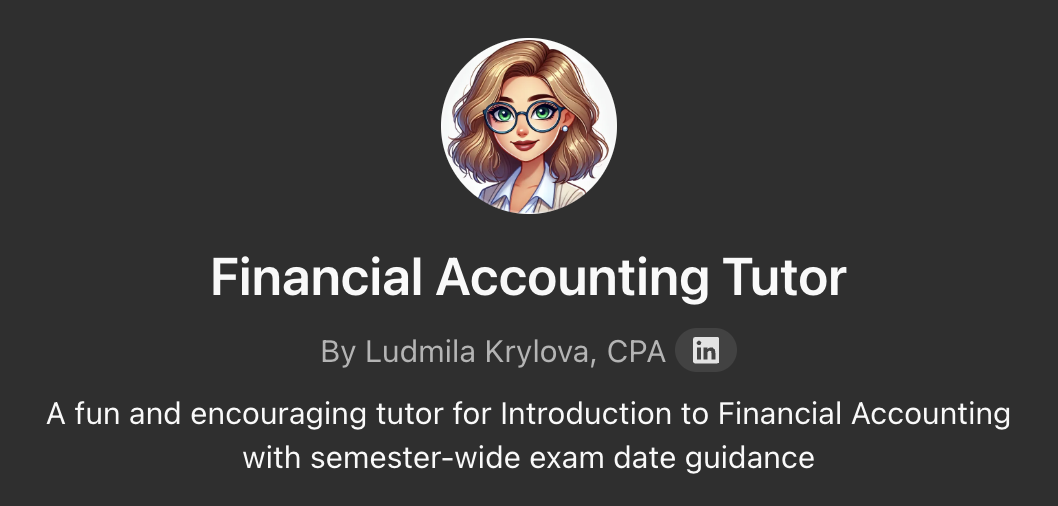 Financial Accounting Tutor
By Ludmila Krylova, CPA in
A fun and encouraging tutor for Introduction to Financial Accounting
with semester-wide exam date guidance